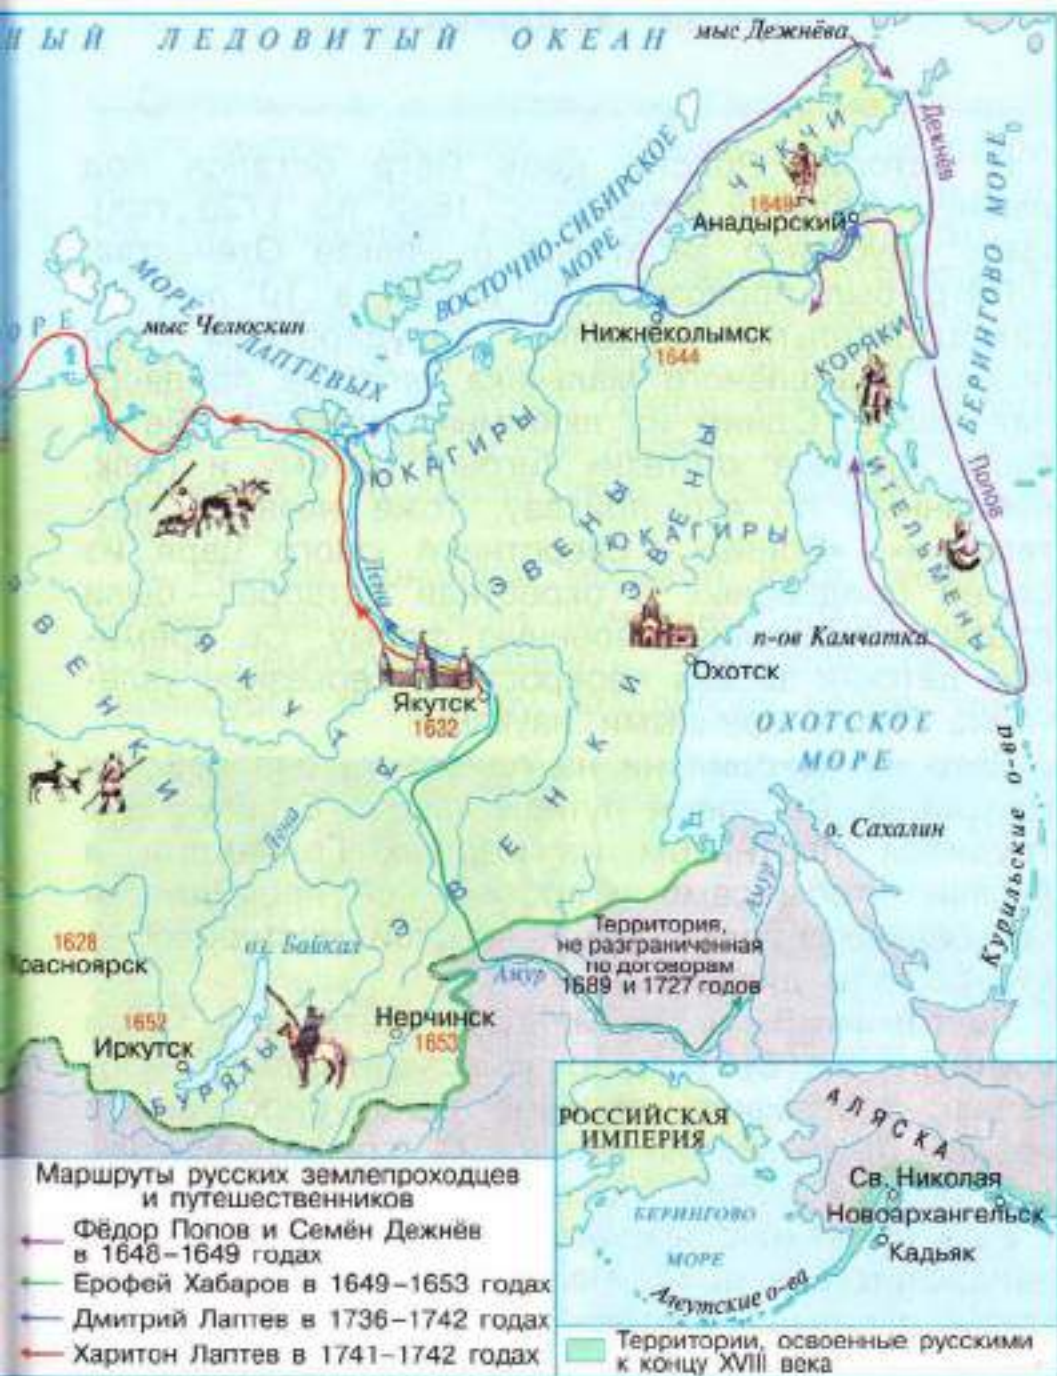 НЫЙ ЛЕДОВИТЫЙ ОКЕАН
мыс Дежнёва
Дежнёв
БЕРИНГОВО МОРЕ
ЧУКЧИ
1649
Анадырский
ВОСТОЧНО-СИБИРСКОЕ
МОРЕ
МОРЕ
ЛАПТЕВЫХ
ОРЕ
мыс Челюскин
Нижнеколымск
1644
КОРЯКИ
Попов
ИТЕЛЬМЕНЫ
ЮКАГИРЫ
ЭВЕНЫ
ЮКАГИРЫ
ЭВЕНЫ
Лена
ВЕНКИ
ЯКУТЫ
Якутск
1632
п-ов Камчатка
Охотск
ОХОТСКОЕ
МОРЕ
ЭВЕНКИ
о. Сахалин
Курильские о-ва
Лена
Амур
1628
расноярск
оз. Байкал
Территория,
не разграниченная
по договорам
1689 и 1727 годов
Амур
1652
Иркутск
БУРЯТЫ
Нерчинск
1653
РОССИЙСКАЯ
ИМПЕРИЯ
АЛЯСКА
Св. Николая
Новоархангельск
Кадьяк
БЕРИНГОВО
МОРЕ
Алеутские о-ва
Территории, освоенные русскими
к концу XVIII века
Маршруты русских землепроходцев
и путешественников
Фёдор Попов и Семён Дежнёв
в 1648–1649 годах
Ерофей Хабаров в 1649–1653 годах
Дмитрий Лаптев в 1736–1742 годах
Харитон Лаптев в 1741–1742 годах